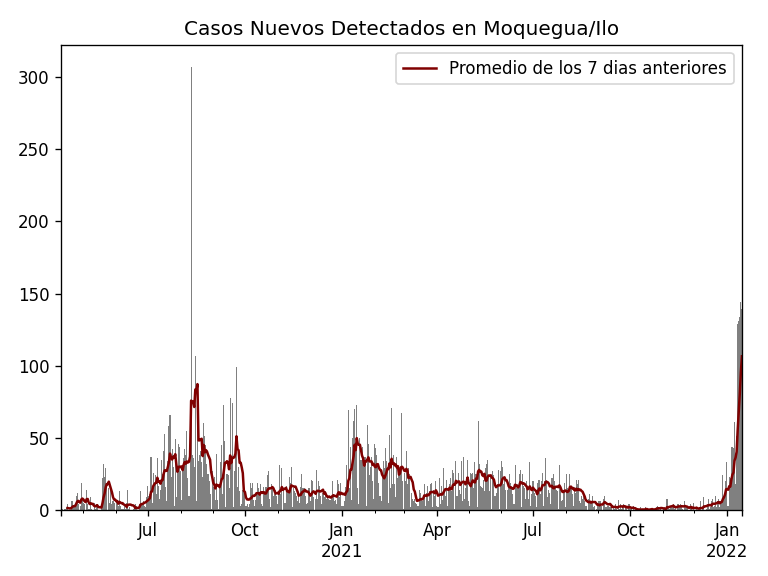 Casos Nuevos Detectados en Moquegua/Ilo
Promedio de los 7 dias anteriores
300
250
200
150
100
50
0
Jul
Oct
Jan
2021
Apr
Jul
Oct
Jan
2022